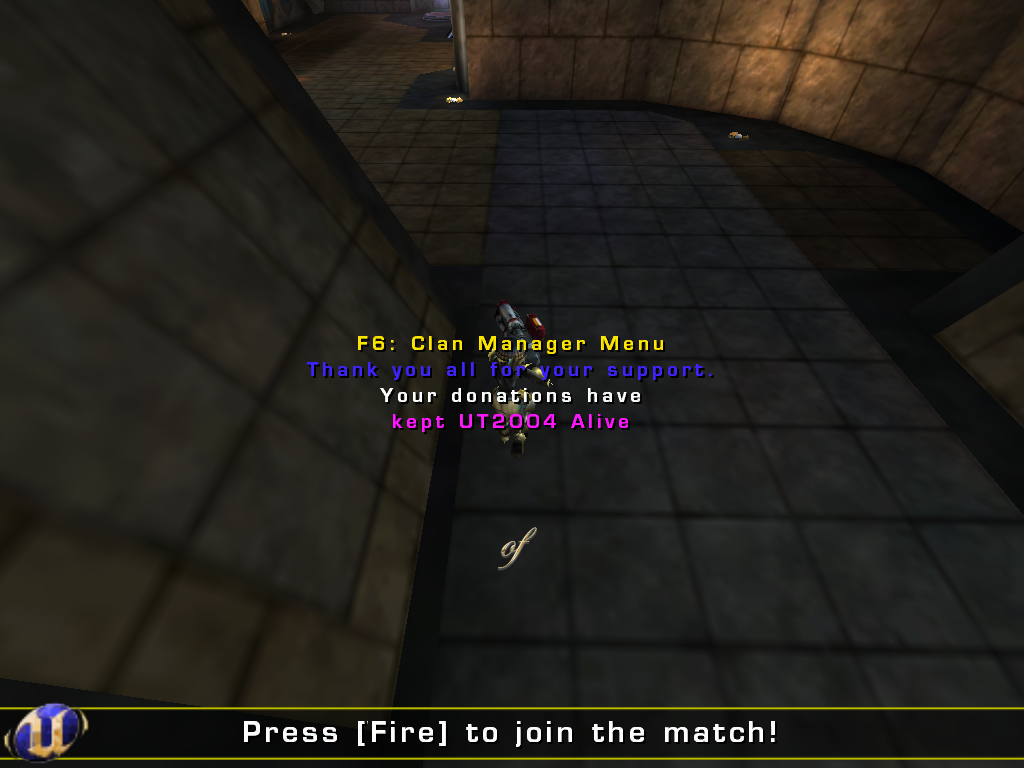 F6: Clan Manager Menu
Thank you all for your support.
Your donations have
kept UT2004 Alive
of
Press [Fire] to join the match!